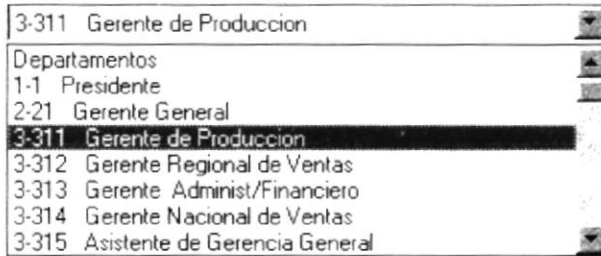 3-311 Gerente de Produccion
Departamentos
1-1 Presidente
2-21 Gerente General
3-311 Gerente de Produccion
3-312 Gerente Regional de Ventas
3-313 Gerente Administ/Financiero
3-314 Gerente Nacional de Ventas
3-315 Asistente de Gerencia General